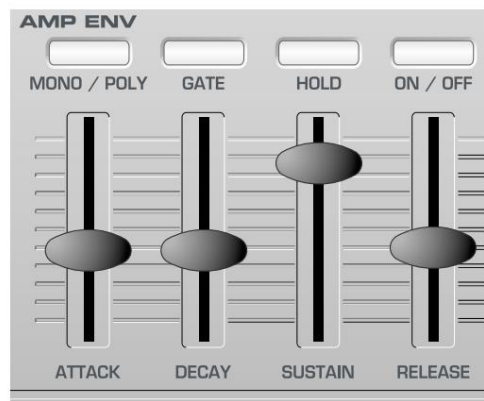 AMP ENV
MONO / POLY GATE HOLD ON / OFF
ATTACK DECAY SUSTAIN RELEASE